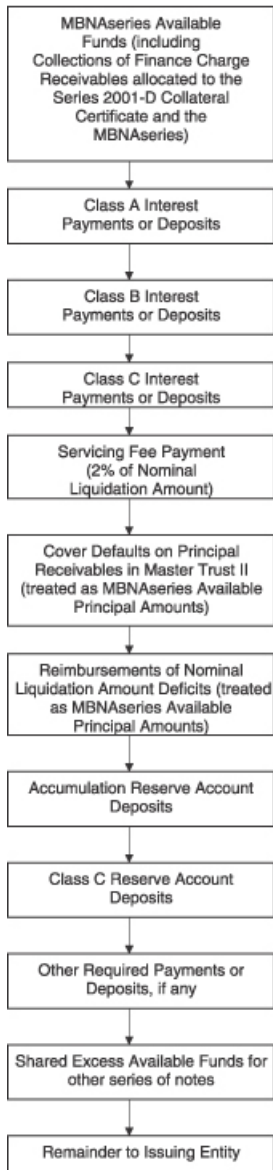 MBNAseries Available
Funds (including
Collections of Finance Charge
Receivables allocated to the
Series 2001-D Collateral
Certificate and the
MBNAseries)
Class A Interest
Payments or Deposits
Class B Interest
Payments or Deposits
Class C Interest
Payments or Deposits
Servicing Fee Payment
(2% of Nominal
Liquidation Amount)
Cover Defaults on Principal
Receivables in Master Trust II
(treated as MBNAseries Available
Principal Amounts)
Reimbursements of Nominal
Liquidation Amount Deficits (treated
as MBNAseries Available
Principal Amounts)
Accumulation Reserve Account
Deposits
Class C Reserve Account
Deposits
Other Required Payments or
Deposits, if any
Shared Excess Available Funds for
other series of notes
Remainder to Issuing Entity